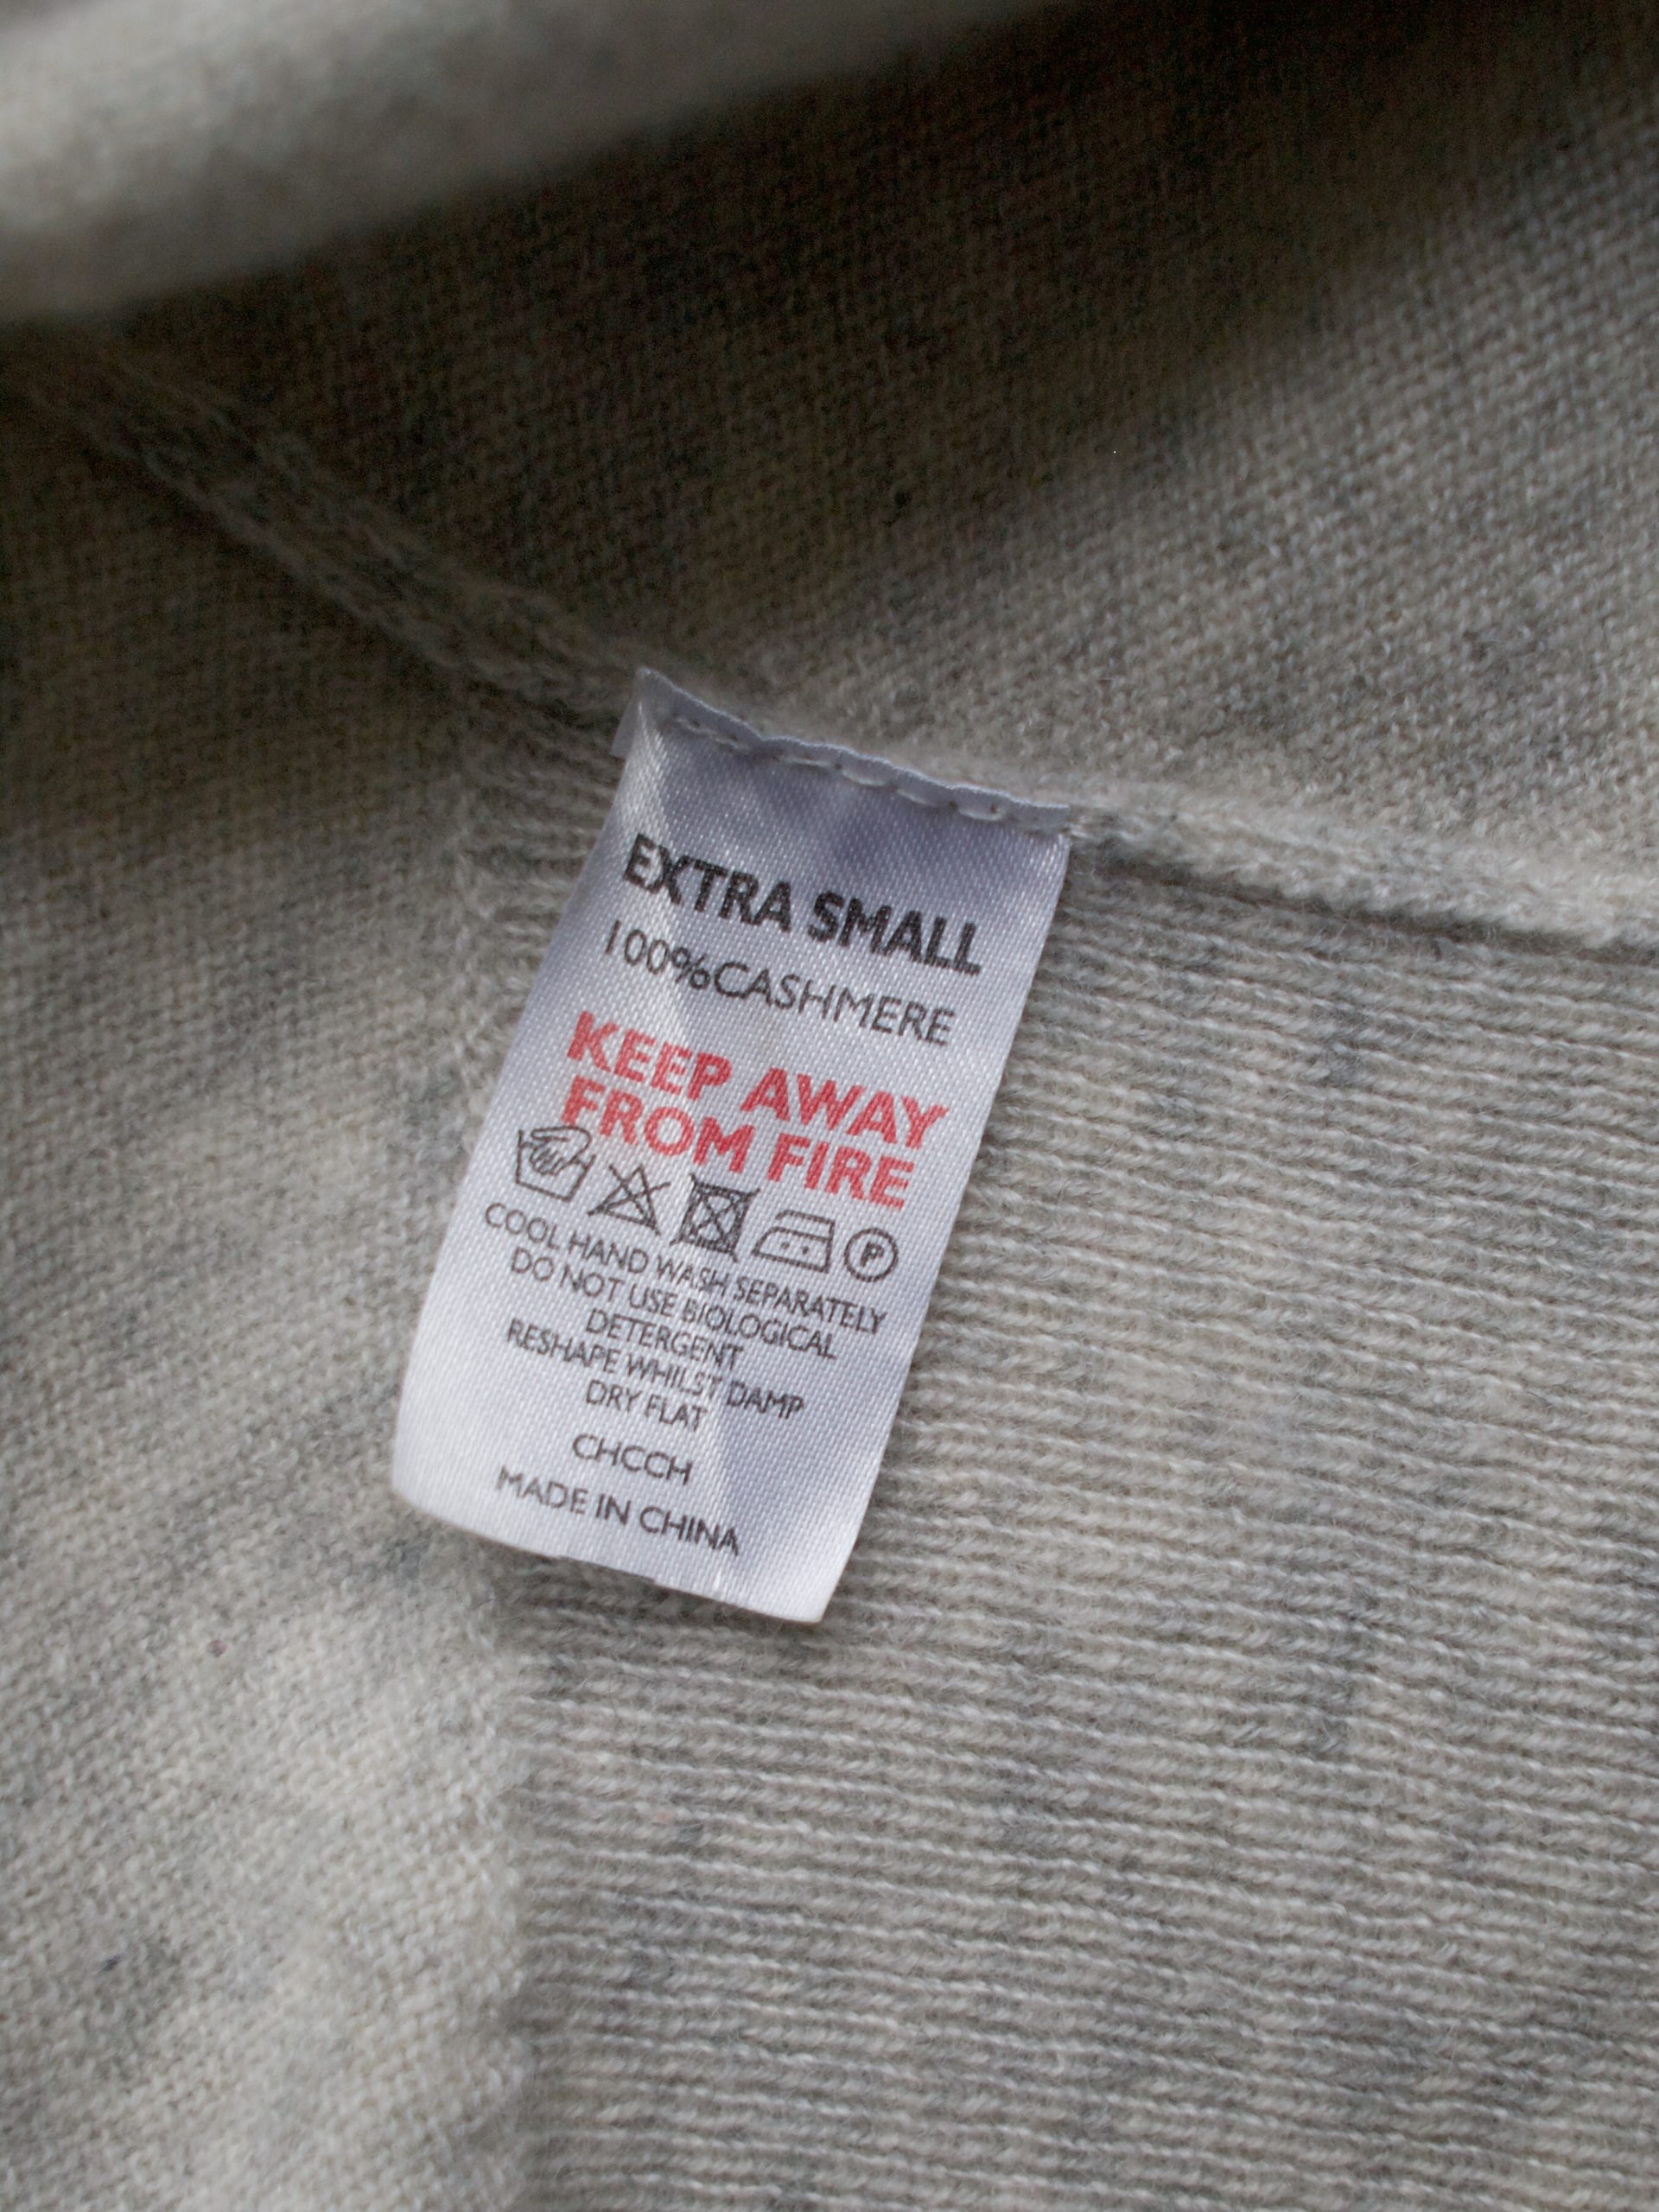 EXTRA SMALL
100%CASHMERE
KEEP AWAY
FROM FIRE
P
COOL HAND WASH SEPARATELY
DO NOT USE BIOLOGICAL
DETERGENT
RESHAPE WHILST DAMP
DRY FLAT
CHCCH
MADE IN CHINA